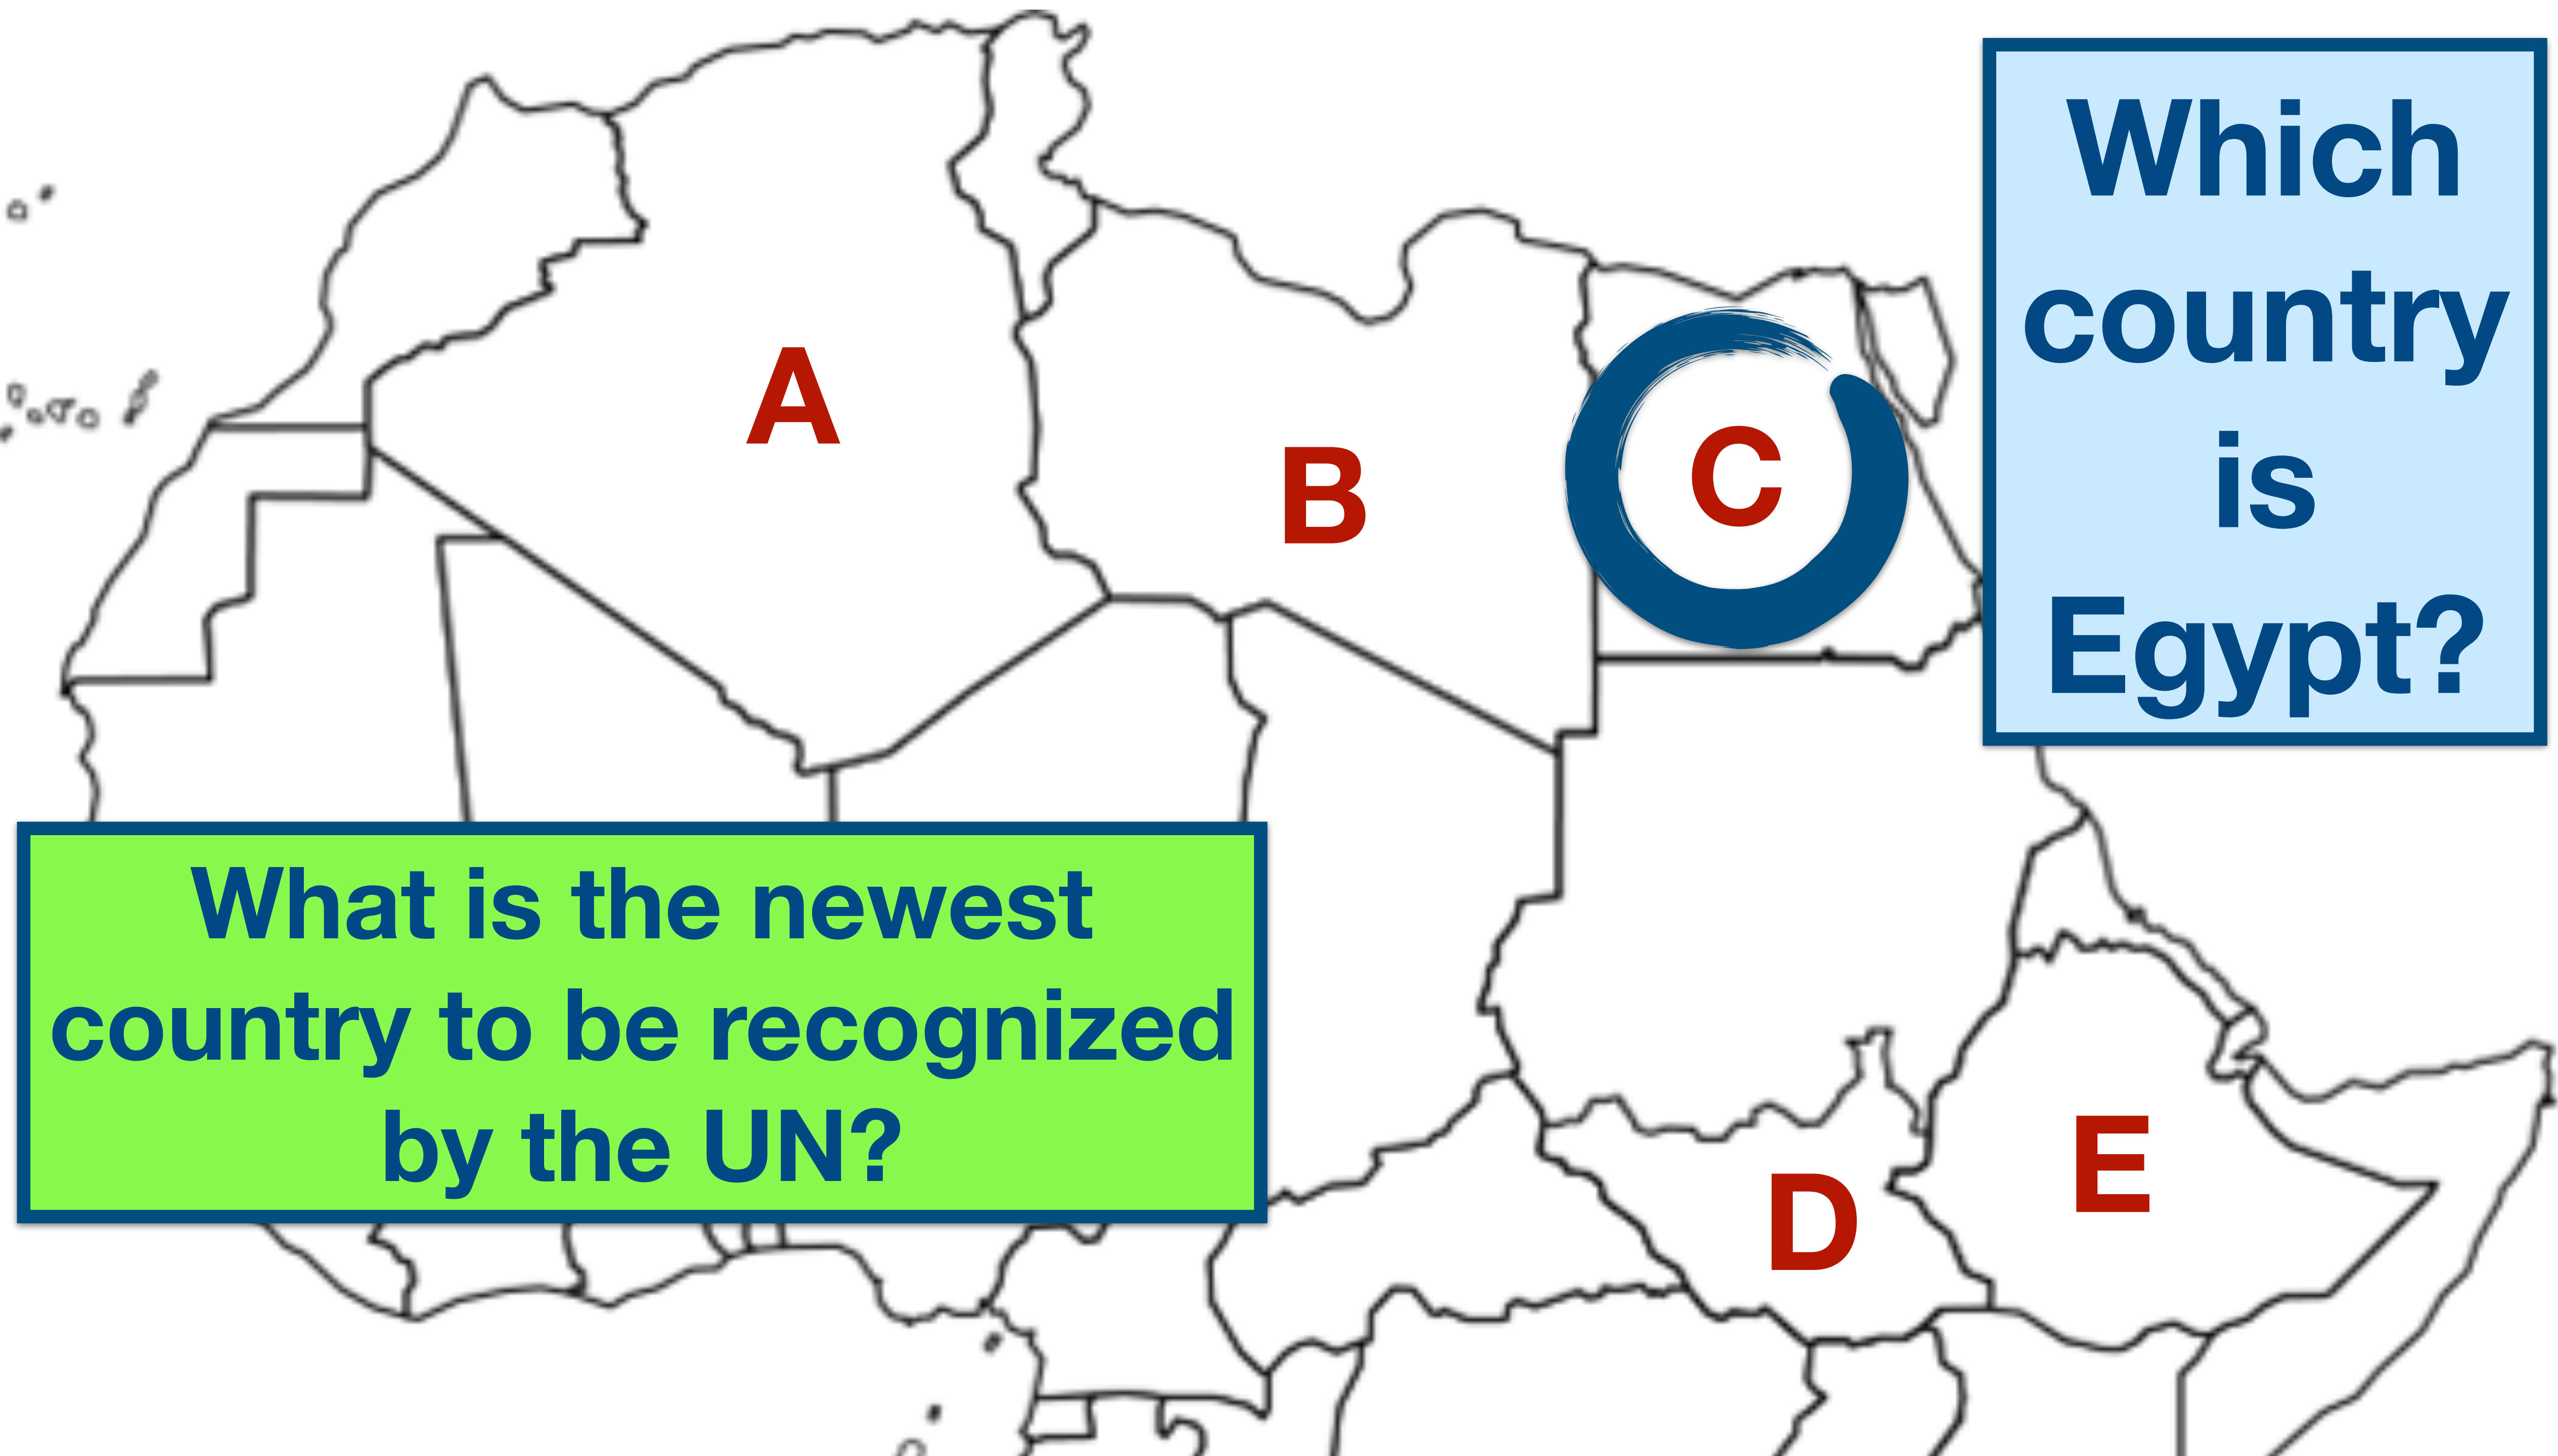 Which
country
is
Egypt?
A
B
C
What is the newest
country to be recognized
by the UN?
D
E